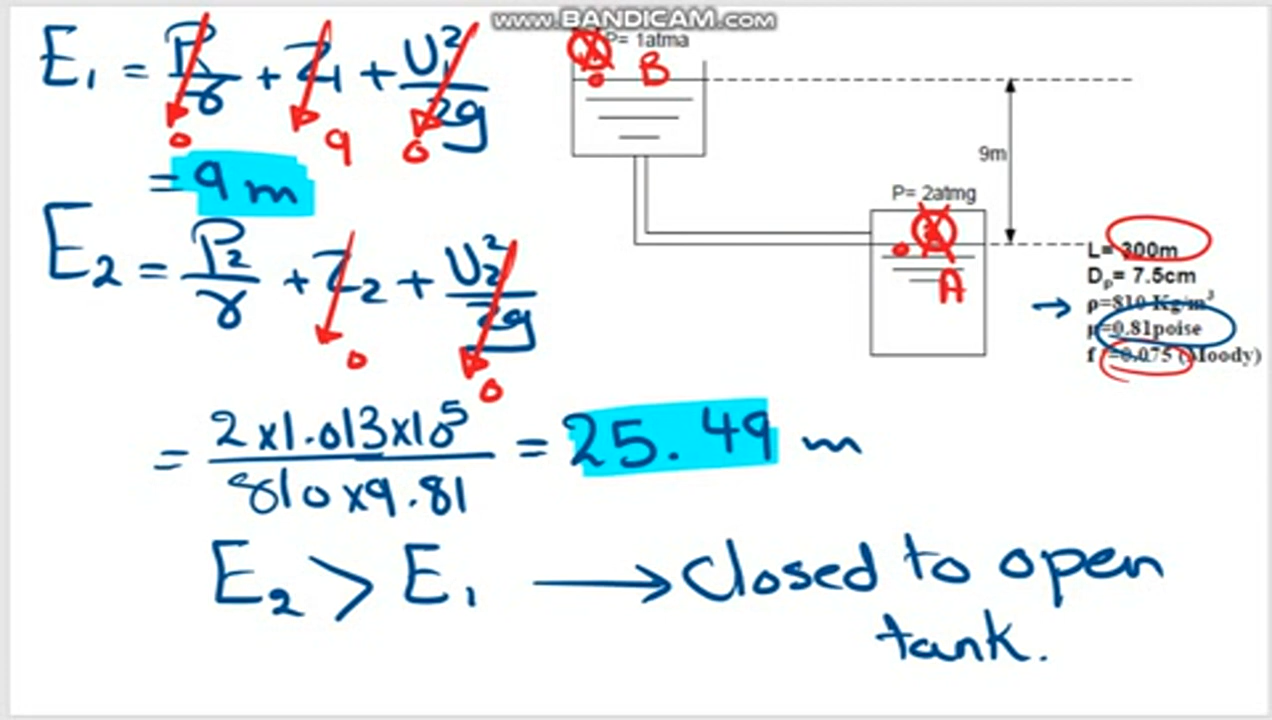 www.BANDICAM.com
E₁ = P₁/γ + Z₁ + U₁²/2g
0 9 0
= 9 m
E₂ = P₂/γ + Z₂ + U₂²/2g
0 0
= 2x1.013x10⁵/810x9.81 = 25.49 m
E₂ > E₁ → Closed to open
tank.
P= 1atma
0 B
9m
P= 2atmg
0 A
L= 300m
Dp= 7.5cm
→ ρ=810 Kg/m³
μ=0.81poise
f =0.075 (Moody)